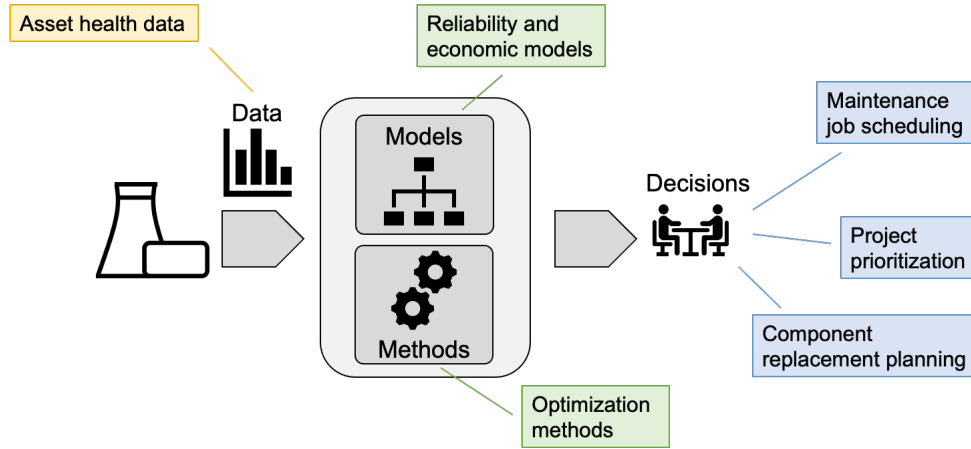 Asset health data
Reliability and
economic models
Data
Models
Methods
Optimization
methods
Decisions
Maintenance
job scheduling
Project
prioritization
Component
replacement planning